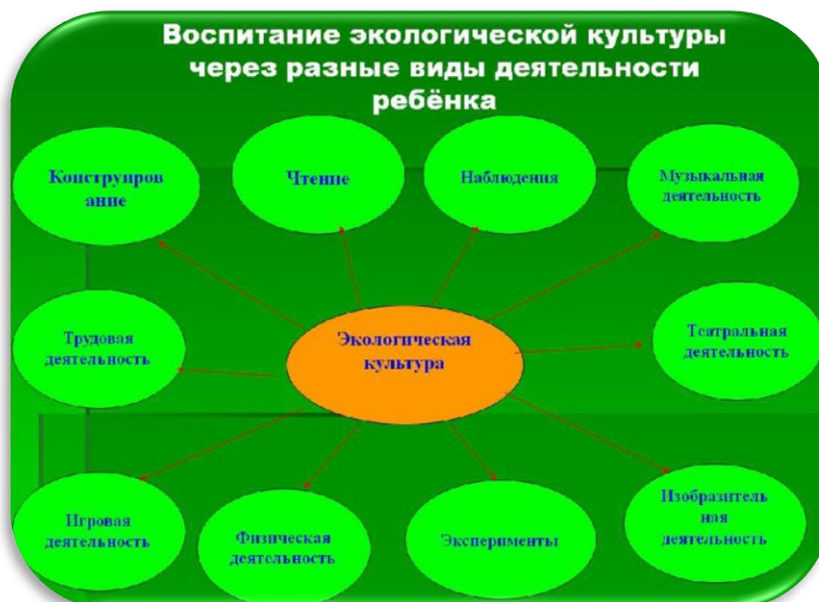 Воспитание экологической культуры
через разные виды деятельности
ребёнка
Конструиров
ание
Чтение
Наблюдения
Музыкальная
деятельность
Трудовая
деятельность
Экологическая
культура
Театральная
деятельность
Игровая
деятельность
Физическая
деятельность
Эксперименты
Изобразитель
ная
деятельность